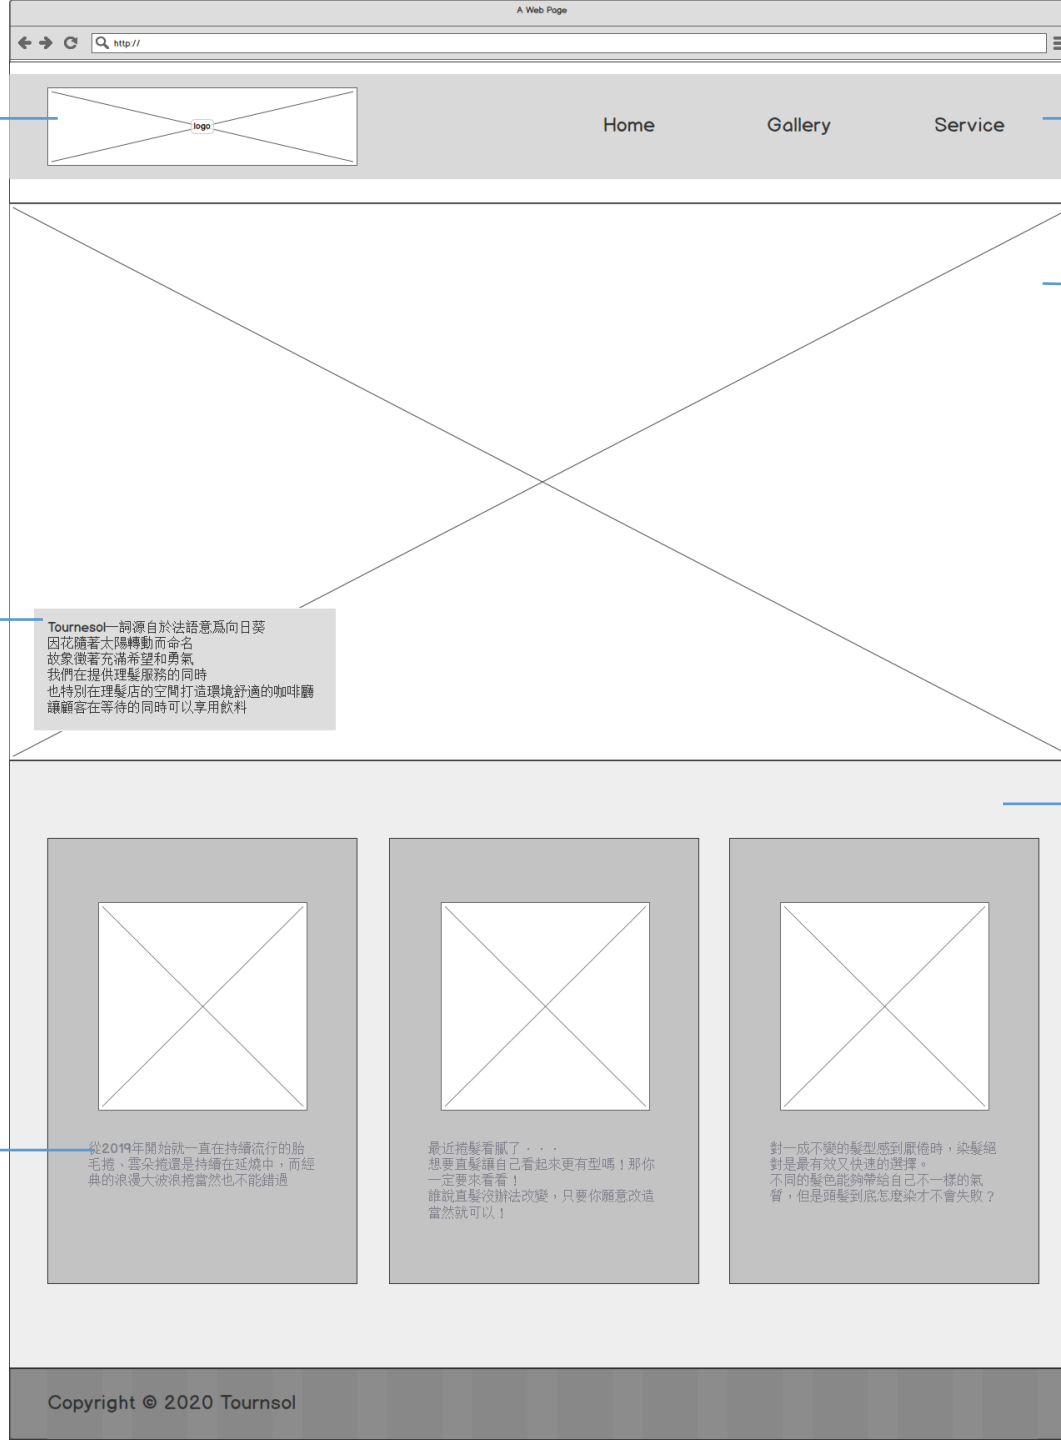 A Web Page
http://
logo
Home
Gallery
Service
Tournesol一詞源自於法語意爲向日葵
因花隨著太陽轉動而命名
故象徵著充滿希望和勇氣
我們在提供理髮服務的同時
也特別在理髮店的空間打造環境舒適的咖啡廳
讓顧客在等待的同時可以享用飲料
從2019年開始就一直在持續流行的胎
毛捲、雲朵捲還是持續在延燒中，而經
典的浪漫大波浪捲當然也不能錯過
最近捲髮看膩了．．．
想要直髮讓自己看起來更有型嗎！那你
一定要來看看！
誰說直髮沒辦法改變，只要你願意改造
當然就可以！
對一成不變的髮型感到厭倦時，染髮絕
對是最有效又快速的選擇。
不同的髮色能夠帶給自己不一樣的氣
質，但是頭髮到底怎麼染才不會失敗？
Copyright © 2020 Tournsol